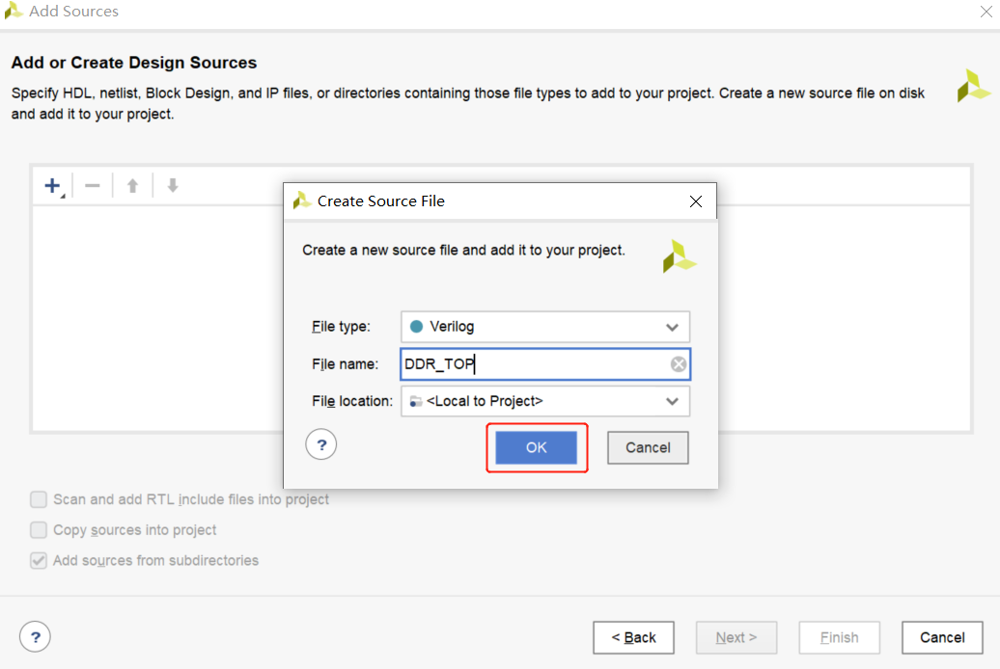 Add Sources
Add or Create Design Sources
Specify HDL, netlist, Block Design, and IP files, or directories containing those file types to add to your project. Create a new source file on disk
and add it to your project.
Create Source File
Create a new source file and add it to your project.
File type:
Verilog
File name:
DDR_TOP
File location:
<Local to Project>
?
OK
Cancel
Scan and add RTL include files into project
Copy sources into project
Add sources from subdirectories
?
< Back
Next >
Finish
Cancel